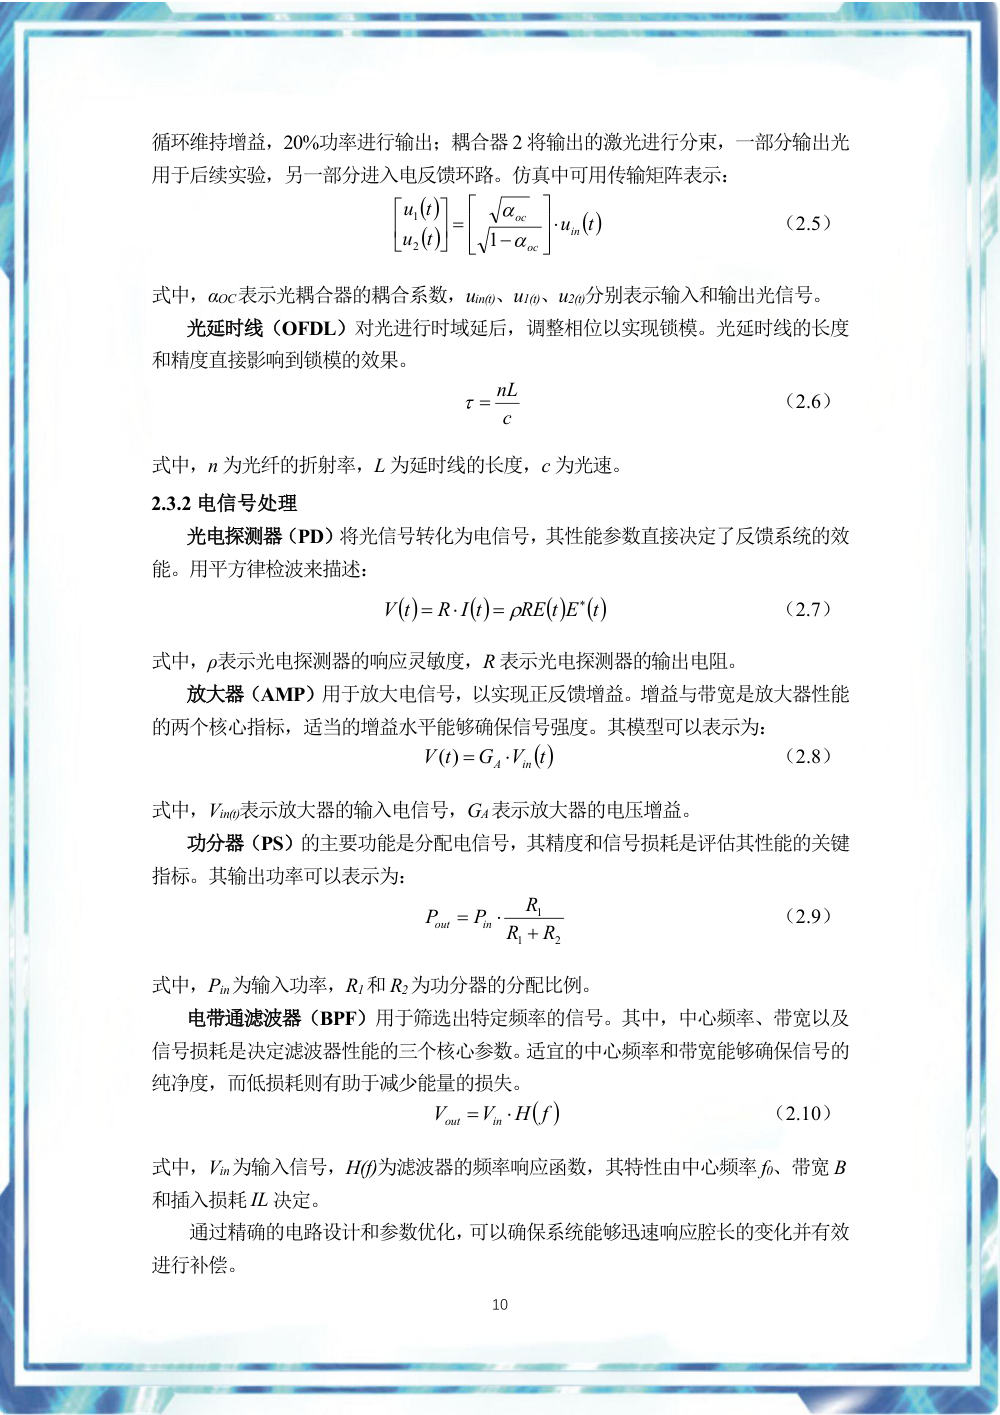 循环维持增益，20%功率进行输出；耦合器 2 将输出的激光进行分束，一部分输出光
用于后续实验，另一部分进入电反馈环路。仿真中可用传输矩阵表示：
[u₁(t) u₂(t)] = [√α_oc √(1−α_oc)] · u_in(t) （2.5）
式中，α_OC 表示光耦合器的耦合系数，u_in(t)、u_1(t)、u_2(t)分别表示输入和输出光信号。
光延时线（OFDL）对光进行时域延后，调整相位以实现锁模。光延时线的长度
和精度直接影响到锁模的效果。
τ = nL/c （2.6）
式中，n 为光纤的折射率，L 为延时线的长度，c 为光速。
2.3.2 电信号处理
光电探测器（PD）将光信号转化为电信号，其性能参数直接决定了反馈系统的效
能。用平方律检波来描述：
V(t) = R · I(t) = ρRE(t)E*(t) （2.7）
式中，ρ表示光电探测器的响应灵敏度，R 表示光电探测器的输出电阻。
放大器（AMP）用于放大电信号，以实现正反馈增益。增益与带宽是放大器性能
的两个核心指标，适当的增益水平能够确保信号强度。其模型可以表示为：
V(t) = G_A · V_in(t) （2.8）
式中，V_in(t)表示放大器的输入电信号，G_A 表示放大器的电压增益。
功分器（PS）的主要功能是分配电信号，其精度和信号损耗是评估其性能的关键
指标。其输出功率可以表示为：
P_out = P_in · R₁/(R₁ + R₂) （2.9）
式中，P_in 为输入功率，R_1 和 R_2 为功分器的分配比例。
电带通滤波器（BPF）用于筛选出特定频率的信号。其中，中心频率、带宽以及
信号损耗是决定滤波器性能的三个核心参数。适宜的中心频率和带宽能够确保信号的
纯净度，而低损耗则有助于减少能量的损失。
V_out = V_in · H(f) （2.10）
式中，V_in 为输入信号，H(f)为滤波器的频率响应函数，其特性由中心频率 f_0、带宽 B
和插入损耗 IL 决定。
通过精确的电路设计和参数优化，可以确保系统能够迅速响应腔长的变化并有效
进行补偿。
10